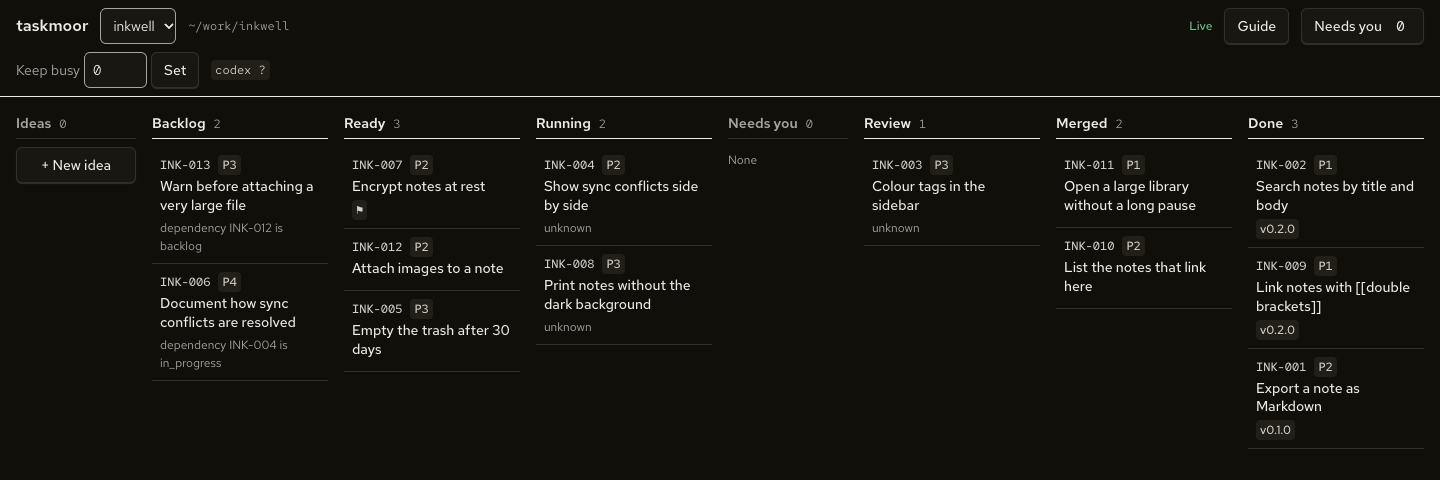 taskmoor inkwell ~/work/inkwell Live Guide Needs you 0
Keep busy 0 Set codex ?
Ideas 0
+ New idea
Backlog 2
INK-013 P3
Warn before attaching a
very large file
dependency INK-012 is
backlog
INK-006 P4
Document how sync
conflicts are resolved
dependency INK-004 is
in_progress
Ready 3
INK-007 P2
Encrypt notes at rest
⚑
INK-012 P2
Attach images to a note
INK-005 P3
Empty the trash after 30
days
Running 2
INK-004 P2
Show sync conflicts side
by side
unknown
INK-008 P3
Print notes without the
dark background
unknown
Needs you 0
None
Review 1
INK-003 P3
Colour tags in the
sidebar
unknown
Merged 2
INK-011 P1
Open a large library
without a long pause
INK-010 P2
List the notes that link
here
Done 3
INK-002 P1
Search notes by title and
body
v0.2.0
INK-009 P1
Link notes with [[double
brackets]]
v0.2.0
INK-001 P2
Export a note as
Markdown
v0.1.0